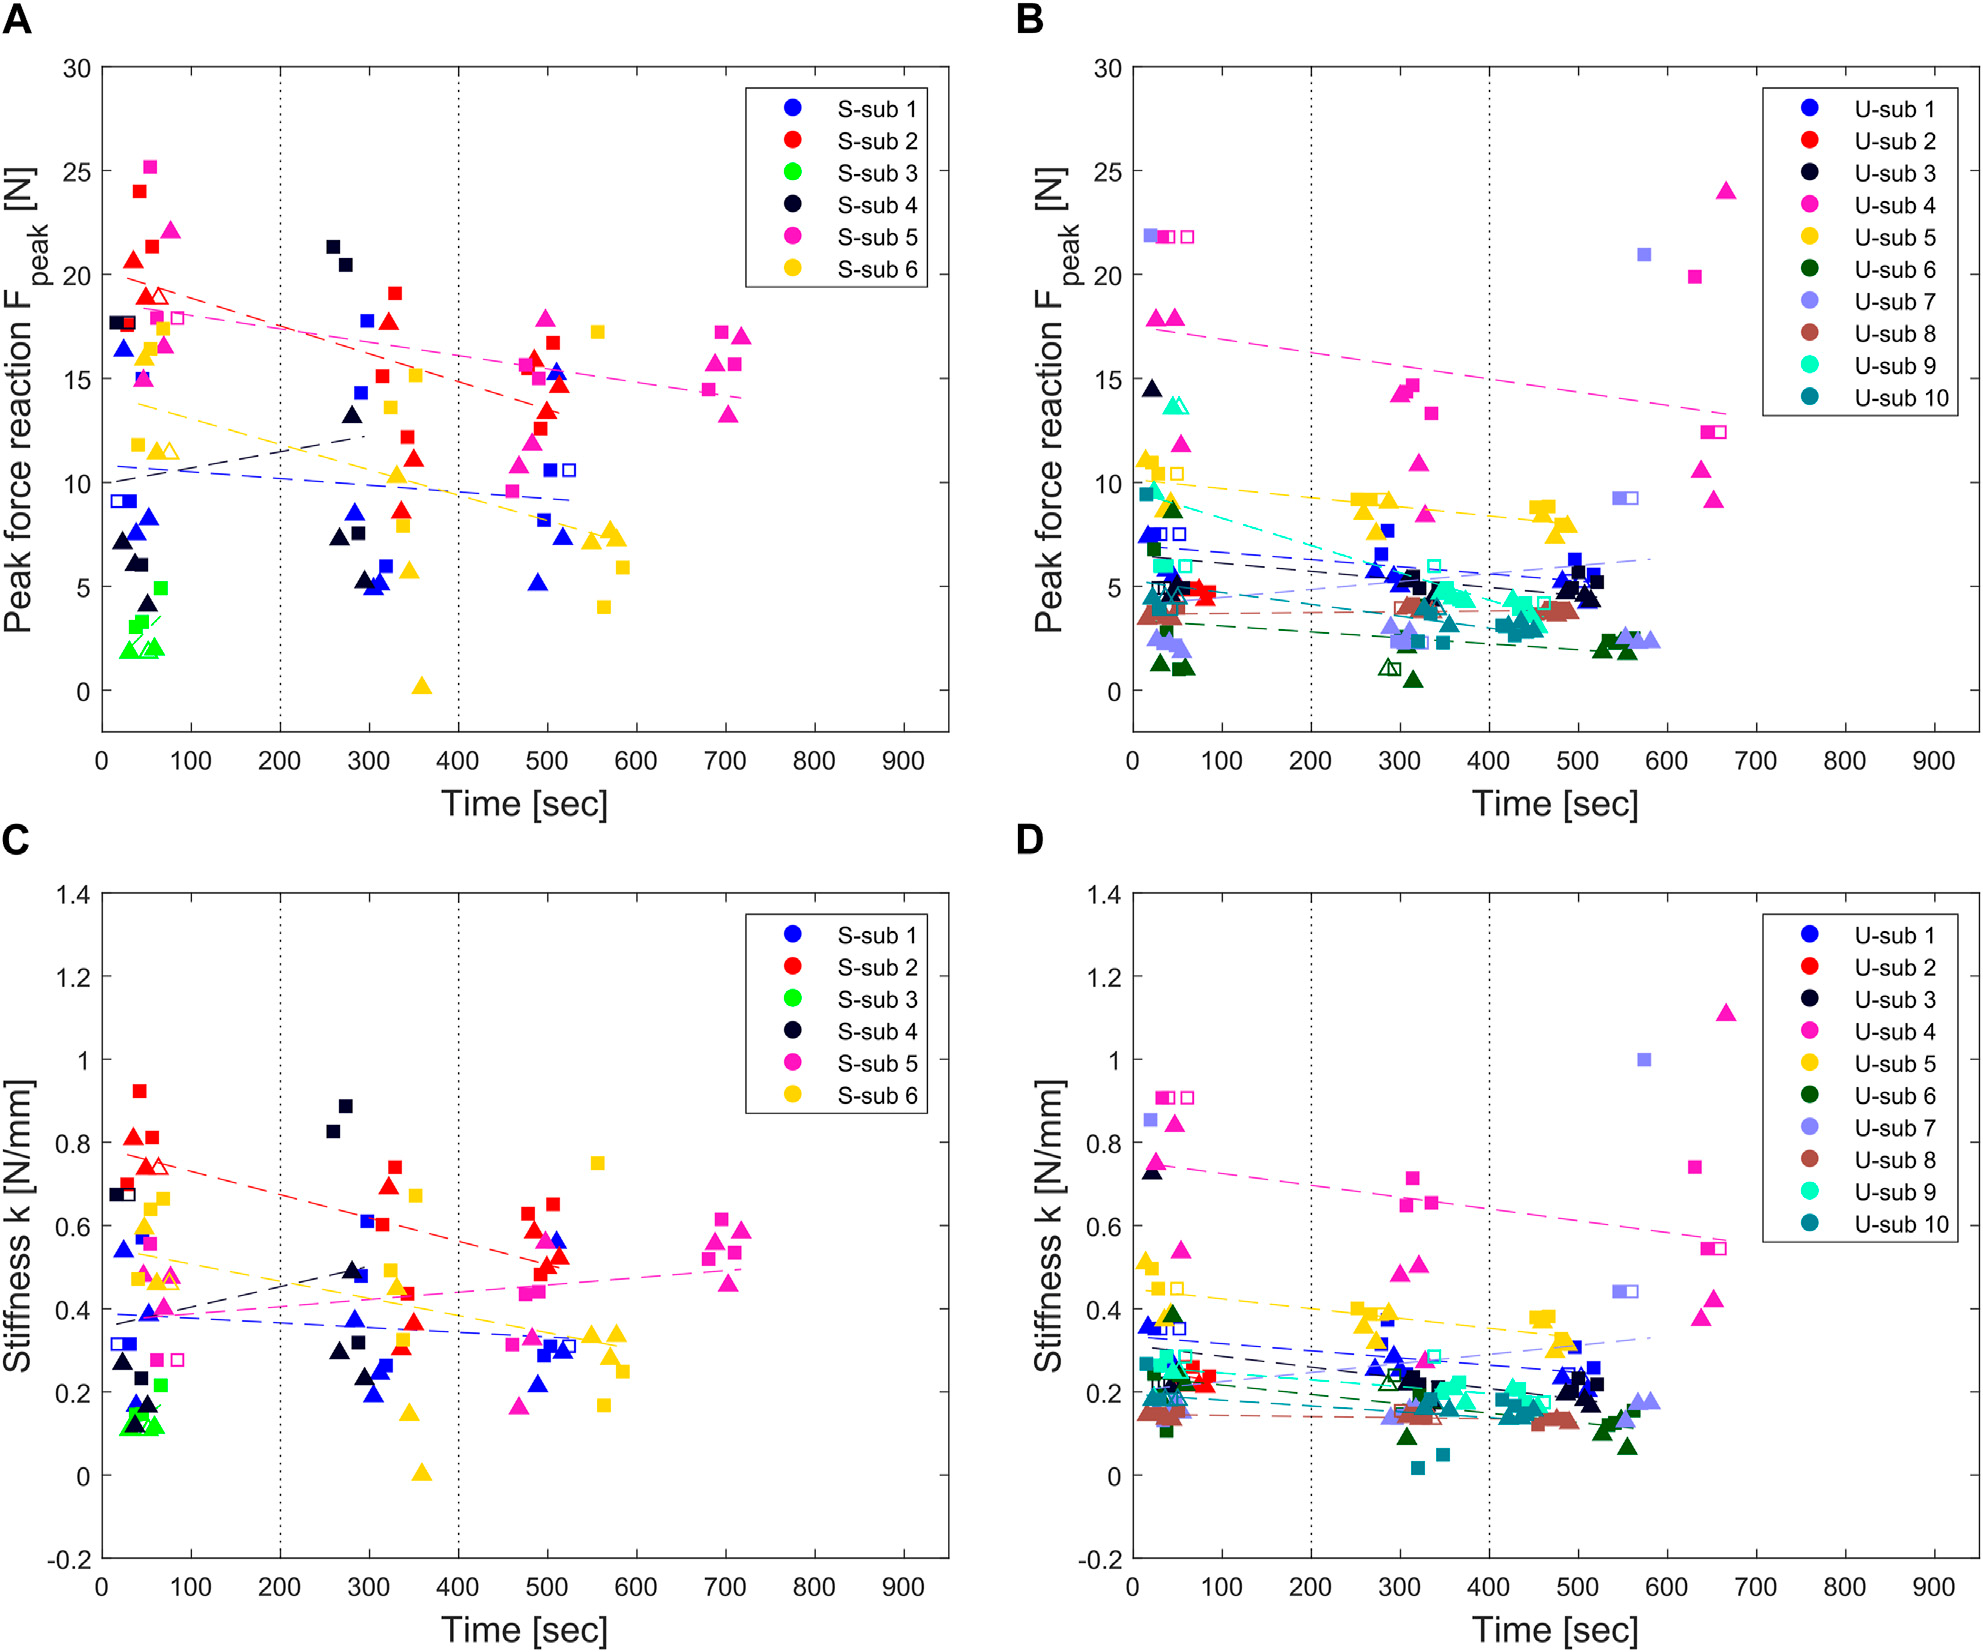 A
Peak force reaction F peak [N]
30
25
20
15
10
5
0
0 100 200 300 400 500 600 700 800 900
Time [sec]
S-sub 1
S-sub 2
S-sub 3
S-sub 4
S-sub 5
S-sub 6
B
Peak force reaction F peak [N]
30
25
20
15
10
5
0
0 100 200 300 400 500 600 700 800 900
Time [sec]
U-sub 1
U-sub 2
U-sub 3
U-sub 4
U-sub 5
U-sub 6
U-sub 7
U-sub 8
U-sub 9
U-sub 10
C
Stiffness k [N/mm]
1.4
1.2
1
0.8
0.6
0.4
0.2
0
-0.2
0 100 200 300 400 500 600 700 800 900
Time [sec]
S-sub 1
S-sub 2
S-sub 3
S-sub 4
S-sub 5
S-sub 6
D
Stiffness k [N/mm]
1.4
1.2
1
0.8
0.6
0.4
0.2
0
-0.2
0 100 200 300 400 500 600 700 800 900
Time [sec]
U-sub 1
U-sub 2
U-sub 3
U-sub 4
U-sub 5
U-sub 6
U-sub 7
U-sub 8
U-sub 9
U-sub 10